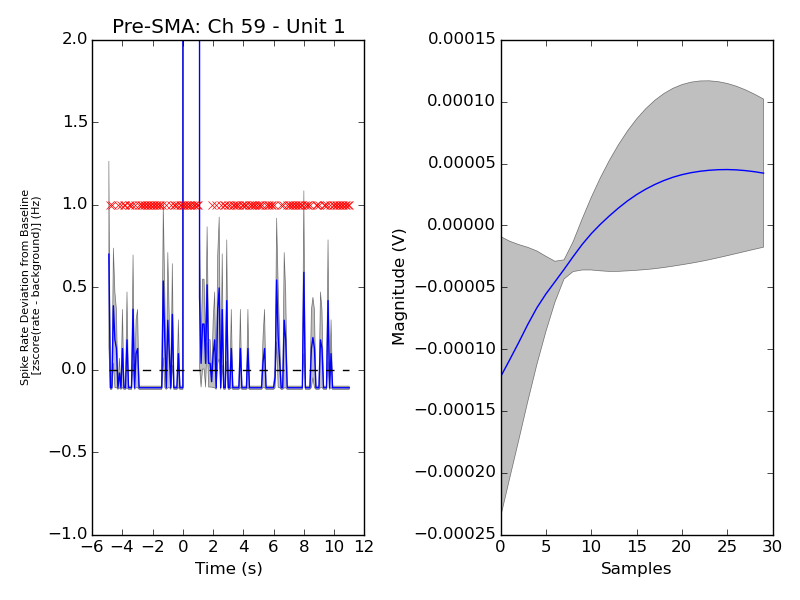 Pre-SMA: Ch 59 - Unit 1
Spike Rate Deviation from Baseline
[zscore(rate - background)] (Hz)
2.0
1.5
1.0
0.5
0.0
−0.5
−1.0
−6 −4 −2 0 2 4 6 8 10 12
Time (s)
Magnitude (V)
0.00015
0.00010
0.00005
0.00000
−0.00005
−0.00010
−0.00015
−0.00020
−0.00025
0 5 10 15 20 25 30
Samples